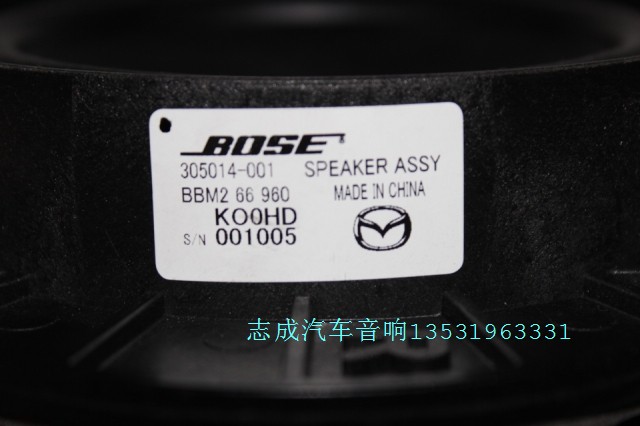 BOSE
305014-001 SPEAKER ASSY
BBM2 66 960 MADE IN CHINA
KO0HD
S/N 001005
志成汽车音响13531963331